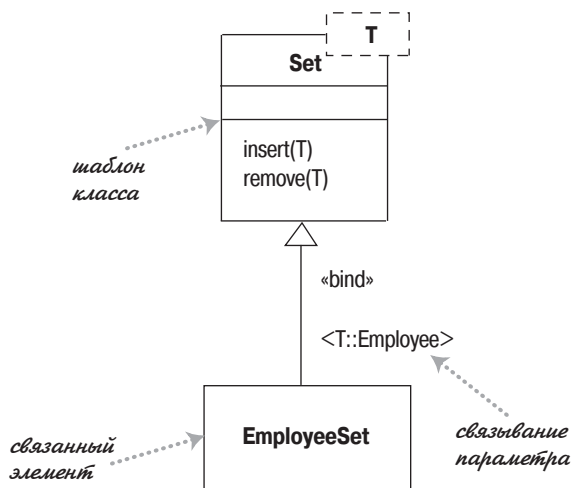 T
Set
insert(T)
remove(T)
шаблон
класса
«bind»
<T::Employee>
EmployeeSet
связанный
элемент
связывание
параметра